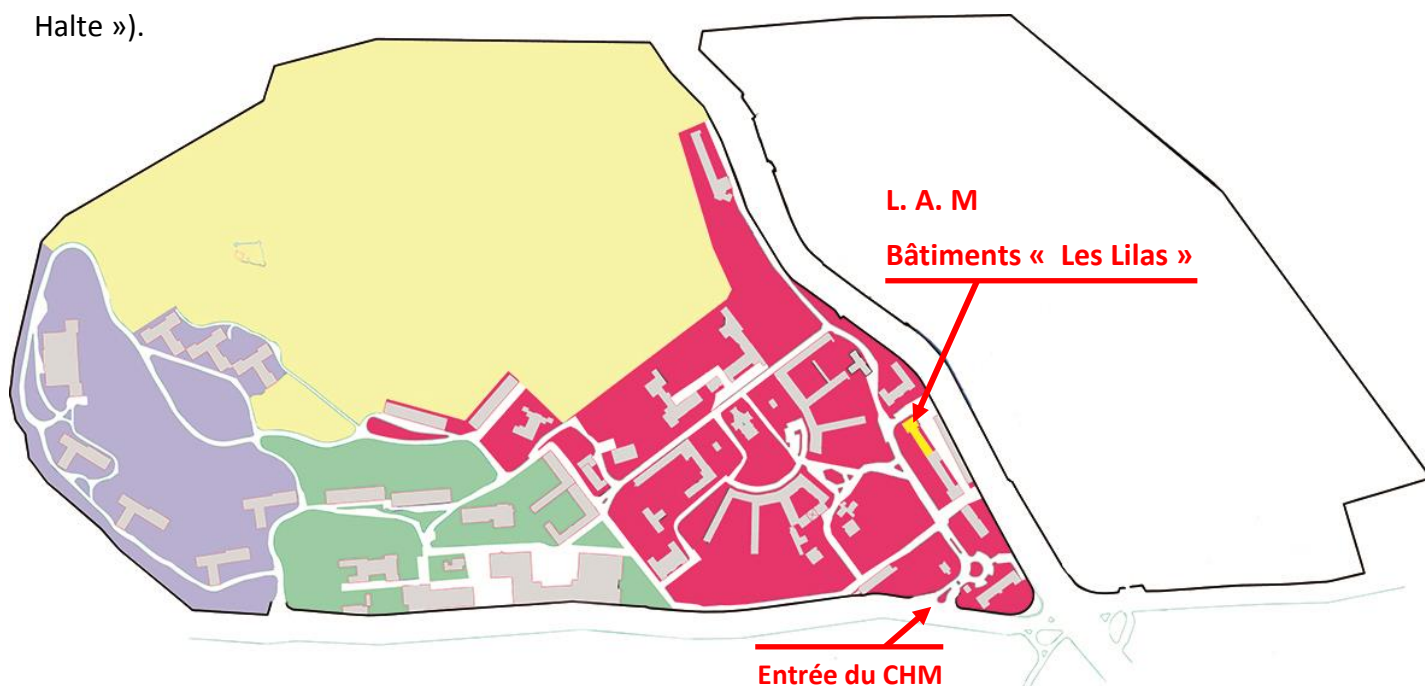 Halte »).
L. A. M
Bâtiments « Les Lilas »
Entrée du CHM